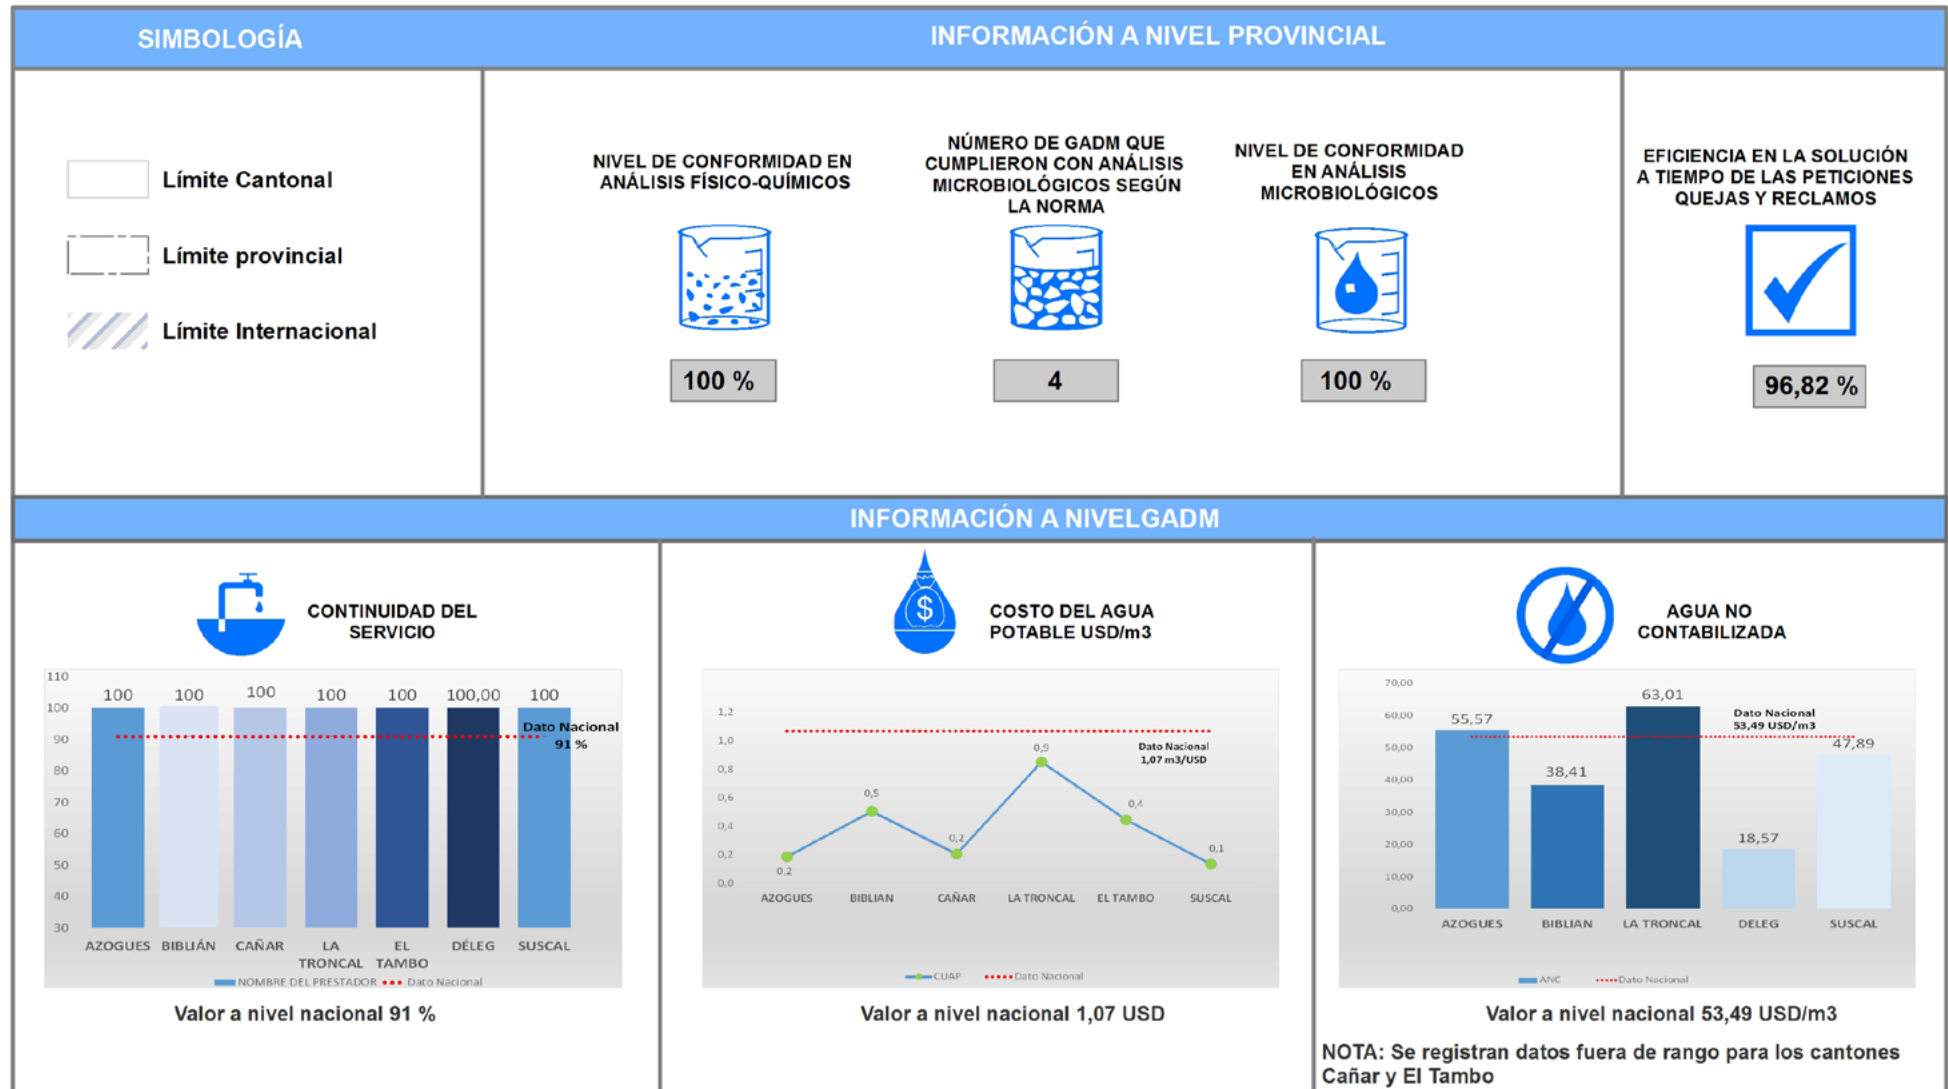 SIMBOLOGÍA
INFORMACIÓN A NIVEL PROVINCIAL
Límite Cantonal
Límite provincial
Límite Internacional
NIVEL DE CONFORMIDAD EN
ANÁLISIS FÍSICO-QUÍMICOS
100 %
NÚMERO DE GADM QUE
CUMPLIERON CON ANÁLISIS
MICROBIOLÓGICOS SEGÚN
LA NORMA
4
NIVEL DE CONFORMIDAD
EN ANÁLISIS
MICROBIOLÓGICOS
100 %
EFICIENCIA EN LA SOLUCIÓN
A TIEMPO DE LAS PETICIONES
QUEJAS Y RECLAMOS
96,82 %
INFORMACIÓN A NIVELGADM
CONTINUIDAD DEL
SERVICIO
110
100
90
80
70
60
50
40
30
100
100
100
100
100
100,00
100
Dato Nacional
91 %
AZOGUES
BIBLIÁN
CAÑAR
LA
TRONCAL
EL
TAMBO
DÉLEG
SUSCAL
NOMBRE DEL PRESTADOR
Dato Nacional
Valor a nivel nacional 91 %
$
COSTO DEL AGUA
POTABLE USD/m3
1,2
1,0
0,8
0,6
0,4
0,2
0,0
0,2
0,5
0,2
0,9
0,4
0,1
Dato Nacional
1,07 m3/USD
AZOGUES
BIBLIAN
CAÑAR
LA TRONCAL
EL TAMBO
SUSCAL
CUAP
Dato Nacional
Valor a nivel nacional 1,07 USD
AGUA NO
CONTABILIZADA
70,00
60,00
50,00
40,00
30,00
20,00
10,00
0,00
55,57
38,41
63,01
18,57
47,89
Dato Nacional
53,49 USD/m3
AZOGUES
BIBLIAN
LA TRONCAL
DELEG
SUSCAL
ANC
Dato Nacional
Valor a nivel nacional 53,49 USD/m3
NOTA: Se registran datos fuera de rango para los cantones
Cañar y El Tambo